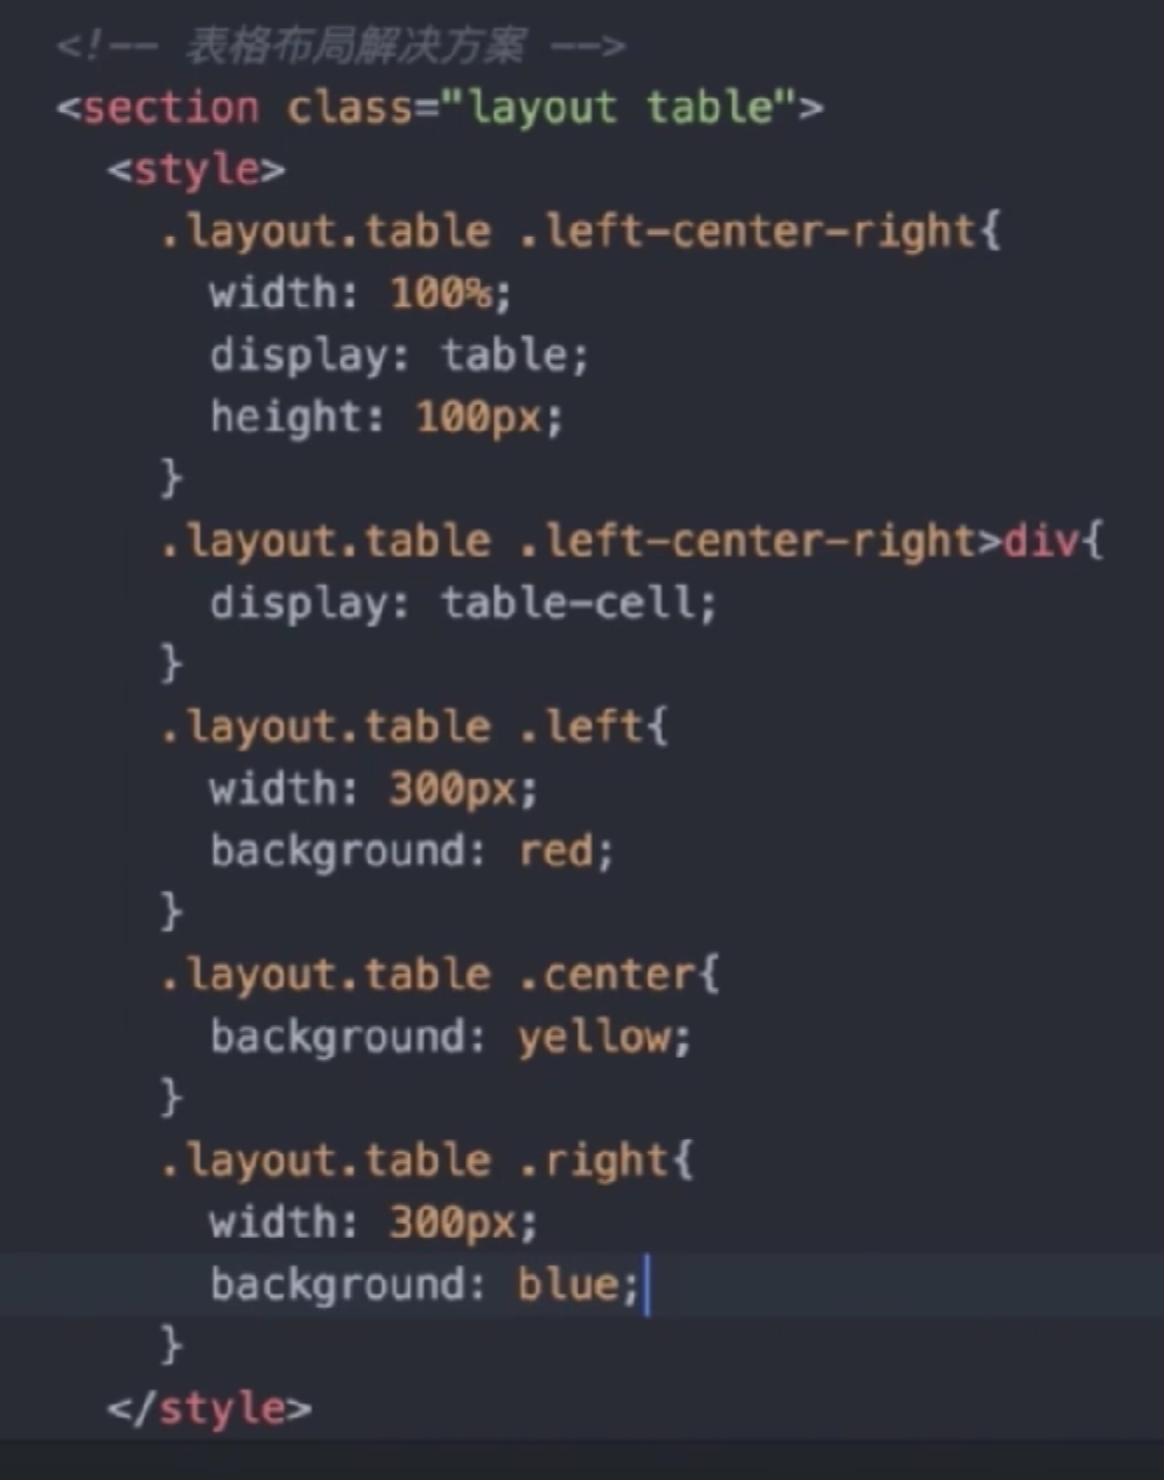 <!-- 表格布局解决方案 -->
<section class="layout table">
<style>
.layout.table .left-center-right{
width: 100%;
display: table;
height: 100px;
}
.layout.table .left-center-right>div{
display: table-cell;
}
.layout.table .left{
width: 300px;
background: red;
}
.layout.table .center{
background: yellow;
}
.layout.table .right{
width: 300px;
background: blue;
}
</style>